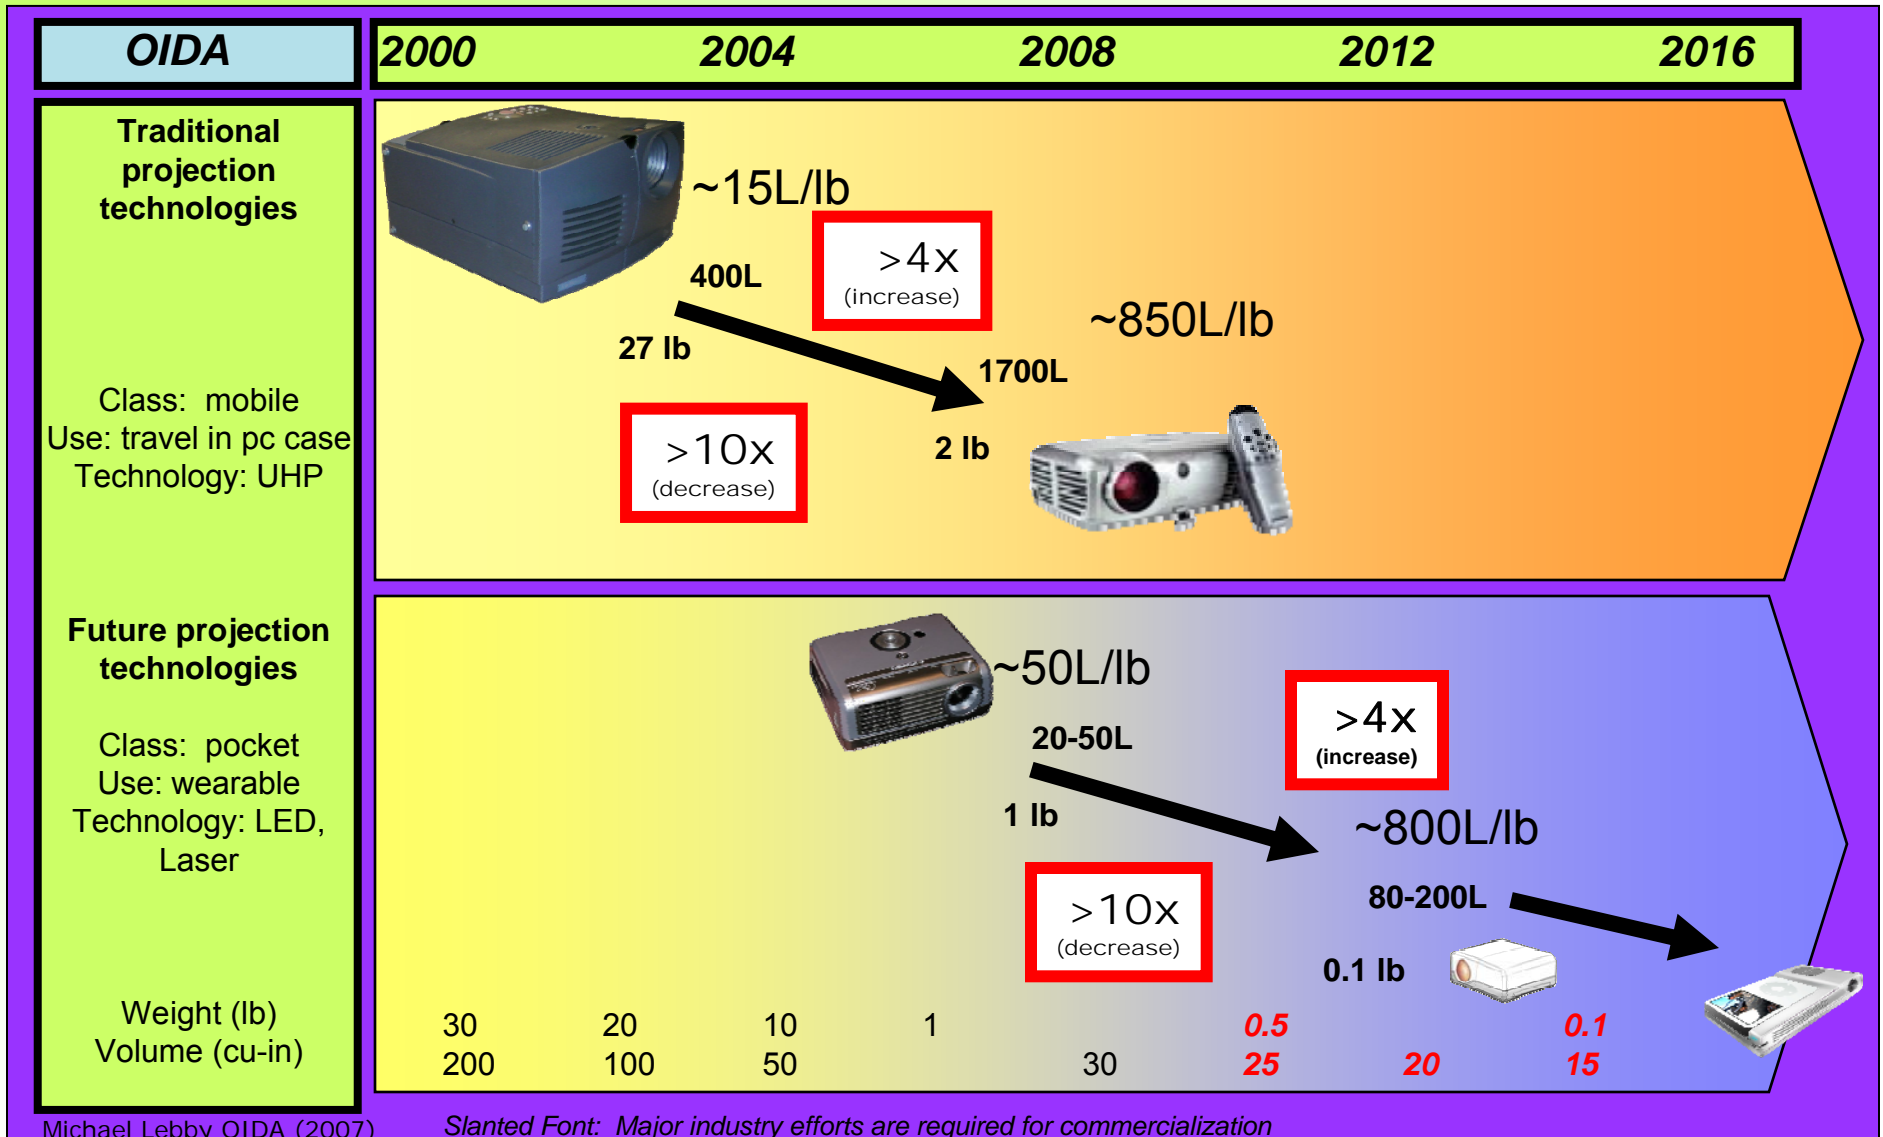 OIDA
2000 2004 2008 2012 2016
Traditional
projection
technologies
Class: mobile
Use: travel in pc case
Technology: UHP
~15L/lb
>4x
(increase)
400L
27 lb
~850L/lb
1700L
>10x
(decrease)
2 lb
Future projection
technologies
Class: pocket
Use: wearable
Technology: LED,
Laser
~50L/lb
>4x
(increase)
20-50L
1 lb
~800L/lb
>10x
(decrease)
80-200L
0.1 lb
Weight (lb)
30 20 10 1 0.5 0.1
Volume (cu-in)
200 100 50 30 25 20 15
Michael Lebby OIDA (2007)
Slanted Font: Major industry efforts are required for commercialization